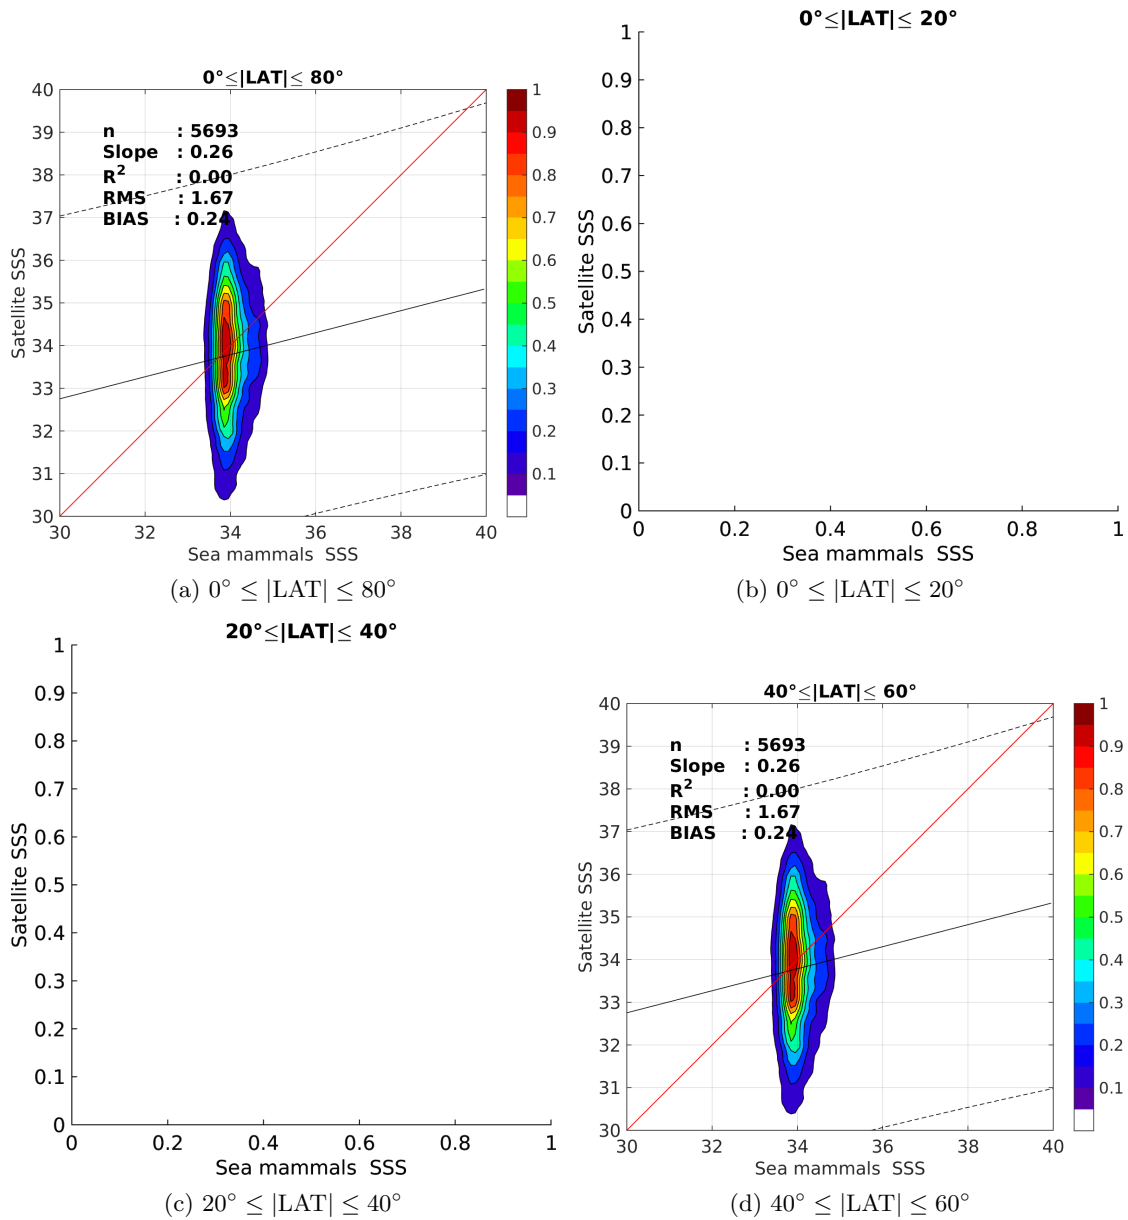 0°≤|LAT|≤ 80°
40
39
38
37
36
35
34
33
32
31
30
n : 5693
Slope : 0.26
R² : 0.00
RMS : 1.67
BIAS : 0.24
Satellite SSS
30 32 34 36 38 40
Sea mammals SSS
1
0.9
0.8
0.7
0.6
0.5
0.4
0.3
0.2
0.1
(a) 0° ≤ |LAT| ≤ 80°
0°≤|LAT|≤ 20°
1
0.9
0.8
0.7
0.6
0.5
0.4
0.3
0.2
0.1
0
Satellite SSS
0 0.2 0.4 0.6 0.8 1
Sea mammals SSS
(b) 0° ≤ |LAT| ≤ 20°
20°≤|LAT|≤ 40°
1
0.9
0.8
0.7
0.6
0.5
0.4
0.3
0.2
0.1
0
Satellite SSS
0 0.2 0.4 0.6 0.8 1
Sea mammals SSS
(c) 20° ≤ |LAT| ≤ 40°
40°≤|LAT|≤ 60°
40
39
38
37
36
35
34
33
32
31
30
n : 5693
Slope : 0.26
R² : 0.00
RMS : 1.67
BIAS : 0.24
Satellite SSS
30 32 34 36 38 40
Sea mammals SSS
1
0.9
0.8
0.7
0.6
0.5
0.4
0.3
0.2
0.1
(d) 40° ≤ |LAT| ≤ 60°